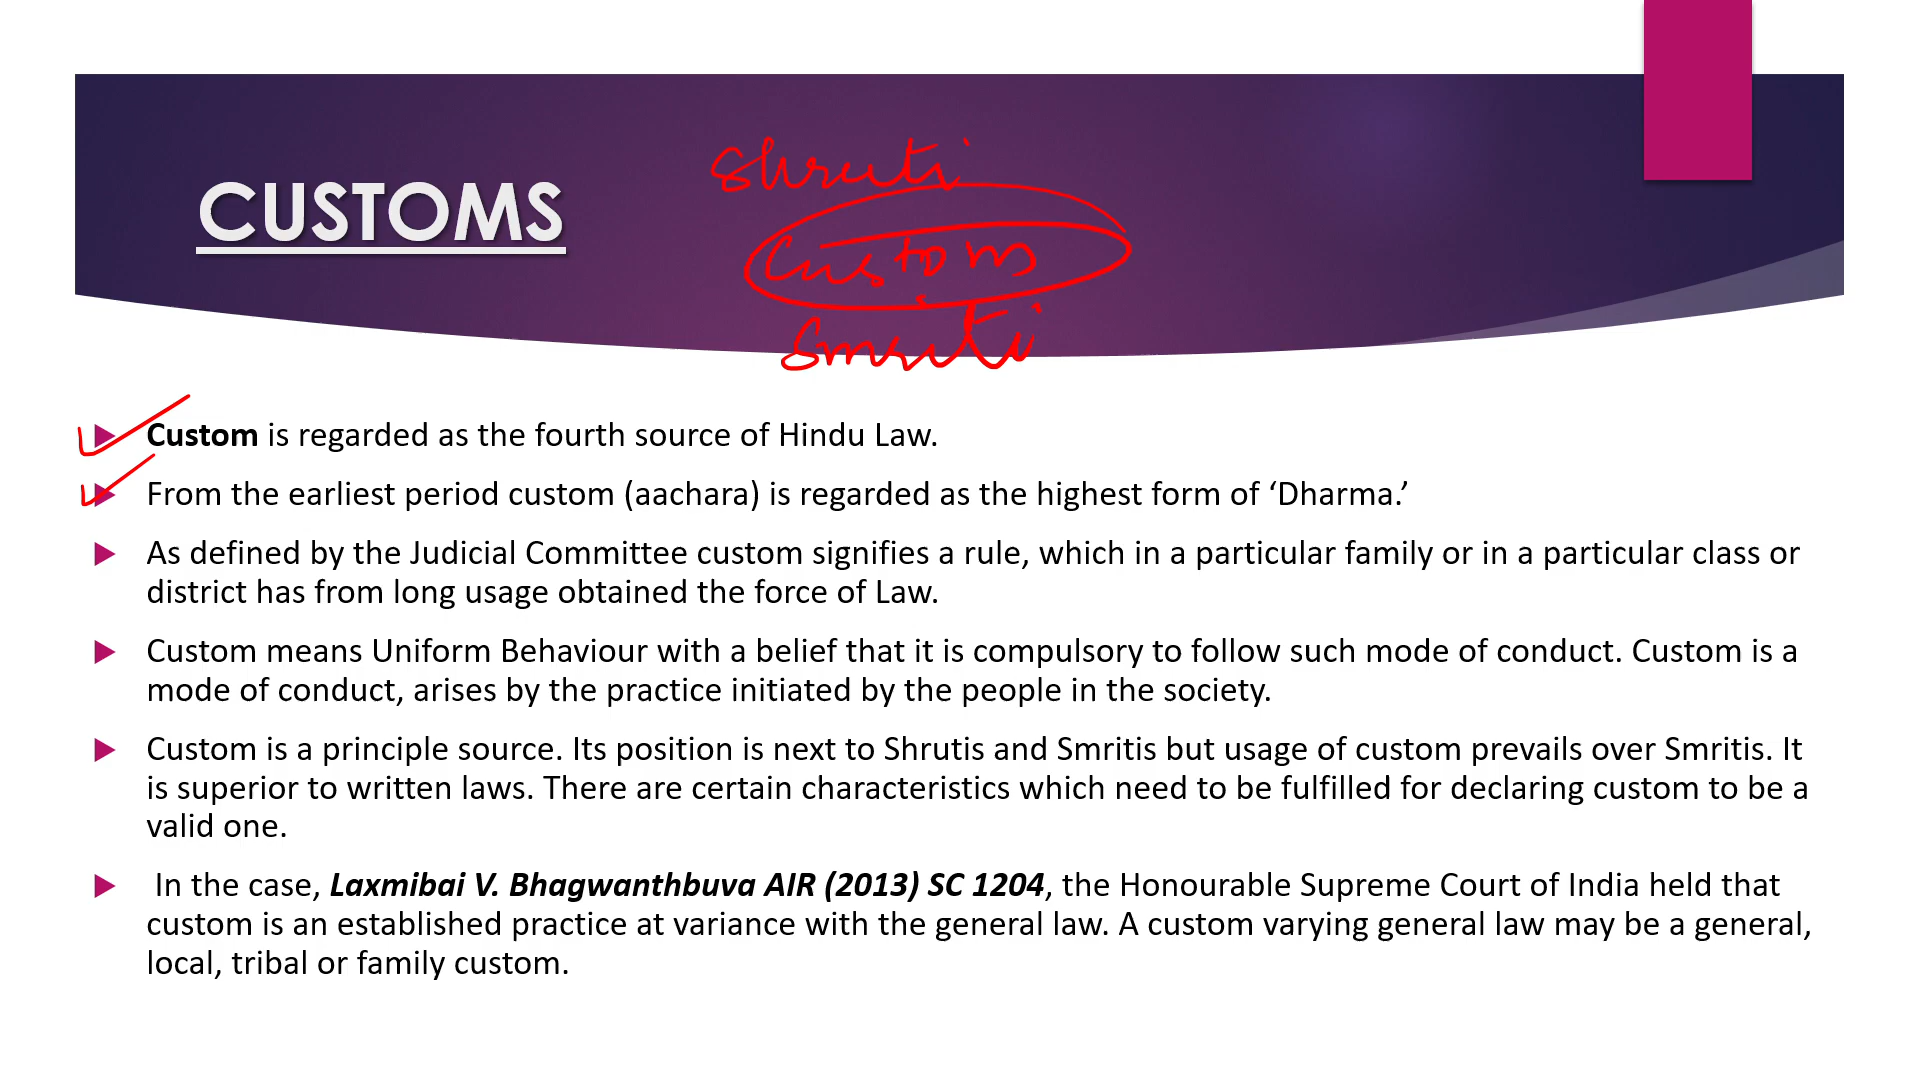 CUSTOMS
Shruti
Custom
Smriti
Custom is regarded as the fourth source of Hindu Law.
From the earliest period custom (aachara) is regarded as the highest form of ‘Dharma.’
As defined by the Judicial Committee custom signifies a rule, which in a particular family or in a particular class or
district has from long usage obtained the force of Law.
Custom means Uniform Behaviour with a belief that it is compulsory to follow such mode of conduct. Custom is a
mode of conduct, arises by the practice initiated by the people in the society.
Custom is a principle source. Its position is next to Shrutis and Smritis but usage of custom prevails over Smritis. It
is superior to written laws. There are certain characteristics which need to be fulfilled for declaring custom to be a
valid one.
In the case, Laxmibai V. Bhagwanthbuva AIR (2013) SC 1204, the Honourable Supreme Court of India held that
custom is an established practice at variance with the general law. A custom varying general law may be a general,
local, tribal or family custom.